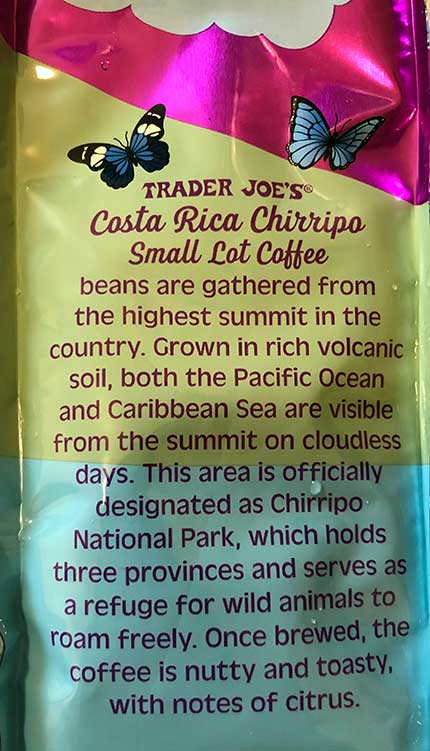 TRADER JOE'S®
Costa Rica Chirripo
Small Lot Coffee
beans are gathered from
the highest summit in the
country. Grown in rich volcanic
soil, both the Pacific Ocean
and Caribbean Sea are visible
from the summit on cloudless
days. This area is officially
designated as Chirripo
National Park, which holds
three provinces and serves as
a refuge for wild animals to
roam freely. Once brewed, the
coffee is nutty and toasty,
with notes of citrus.